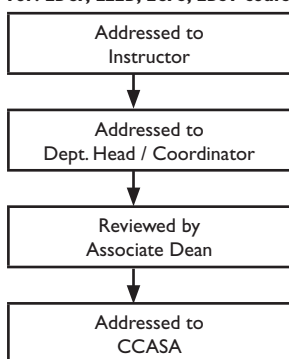 Addressed to
Instructor
Addressed to
Dept. Head / Coordinator
Reviewed by
Associate Dean
Addressed to
CCASA